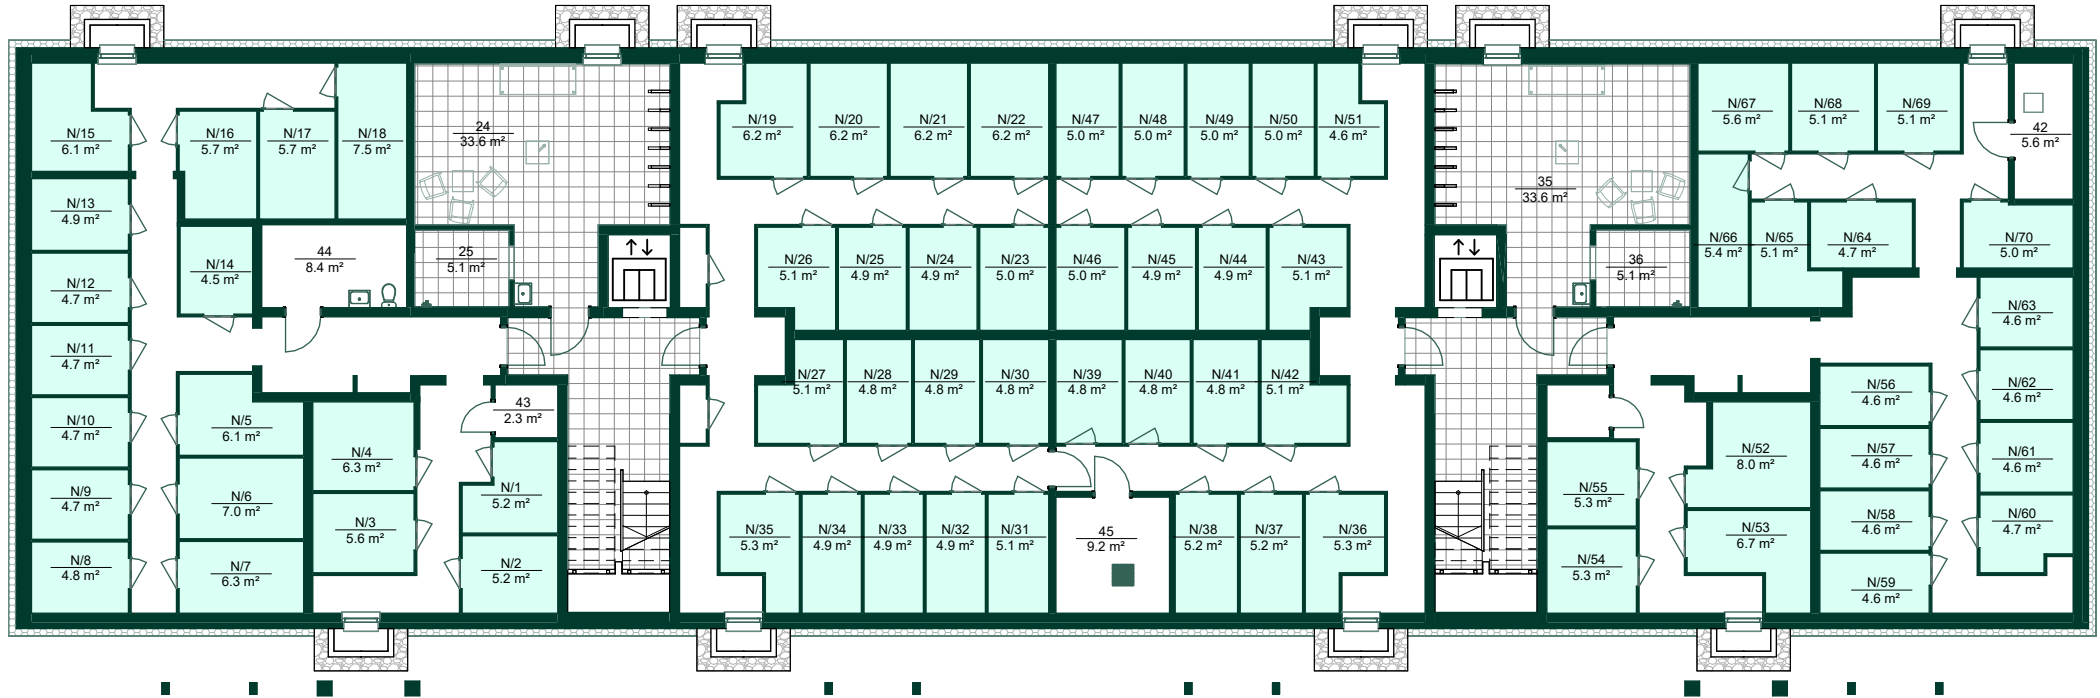 N/15
6.1 m²
N/16
5.7 m²
N/17
5.7 m²
N/18
7.5 m²
24
33.6 m²
N/19
6.2 m²
N/20
6.2 m²
N/21
6.2 m²
N/22
6.2 m²
N/47
5.0 m²
N/48
5.0 m²
N/49
5.0 m²
N/50
5.0 m²
N/51
4.6 m²
35
33.6 m²
N/67
5.6 m²
N/68
5.1 m²
N/69
5.1 m²
42
5.6 m²
N/13
4.9 m²
N/14
4.5 m²
44
8.4 m²
25
5.1 m²
N/26
5.1 m²
N/25
4.9 m²
N/24
4.9 m²
N/23
5.0 m²
N/46
5.0 m²
N/45
4.9 m²
N/44
4.9 m²
N/43
5.1 m²
36
5.1 m²
N/66
5.4 m²
N/65
5.1 m²
N/64
4.7 m²
N/70
5.0 m²
N/12
4.7 m²
N/63
4.6 m²
N/11
4.7 m²
N/27
5.1 m²
N/28
4.8 m²
N/29
4.8 m²
N/30
4.8 m²
N/39
4.8 m²
N/40
4.8 m²
N/41
4.8 m²
N/42
5.1 m²
N/56
4.6 m²
N/62
4.6 m²
N/10
4.7 m²
N/5
6.1 m²
43
2.3 m²
N/4
6.3 m²
N/52
8.0 m²
N/57
4.6 m²
N/61
4.6 m²
N/9
4.7 m²
N/6
7.0 m²
N/3
5.6 m²
N/1
5.2 m²
N/55
5.3 m²
N/35
5.3 m²
N/34
4.9 m²
N/33
4.9 m²
N/32
4.9 m²
N/31
5.1 m²
45
9.2 m²
N/38
5.2 m²
N/37
5.2 m²
N/36
5.3 m²
N/53
6.7 m²
N/58
4.6 m²
N/60
4.7 m²
N/8
4.8 m²
N/7
6.3 m²
N/2
5.2 m²
N/54
5.3 m²
N/59
4.6 m²